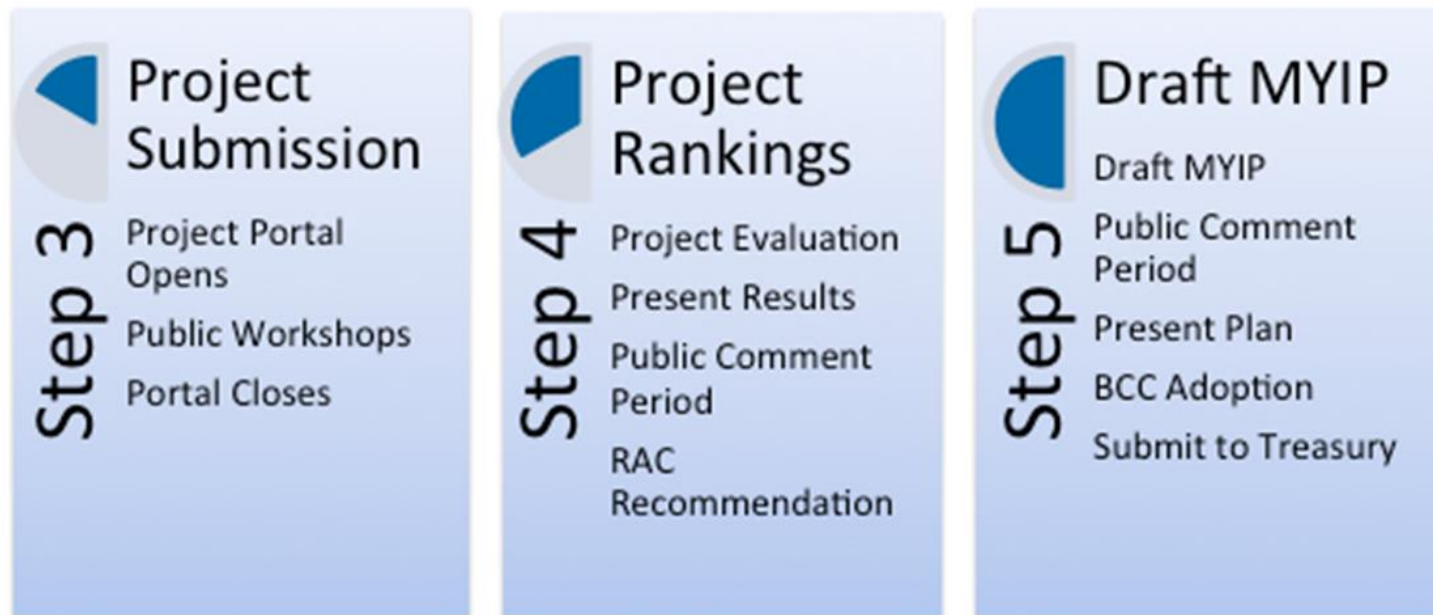 Step 3
Project
Submission
Project Portal
Opens
Public Workshops
Portal Closes
Step 4
Project
Rankings
Project Evaluation
Present Results
Public Comment
Period
RAC
Recommendation
Step 5
Draft MYIP
Draft MYIP
Public Comment
Period
Present Plan
BCC Adoption
Submit to Treasury